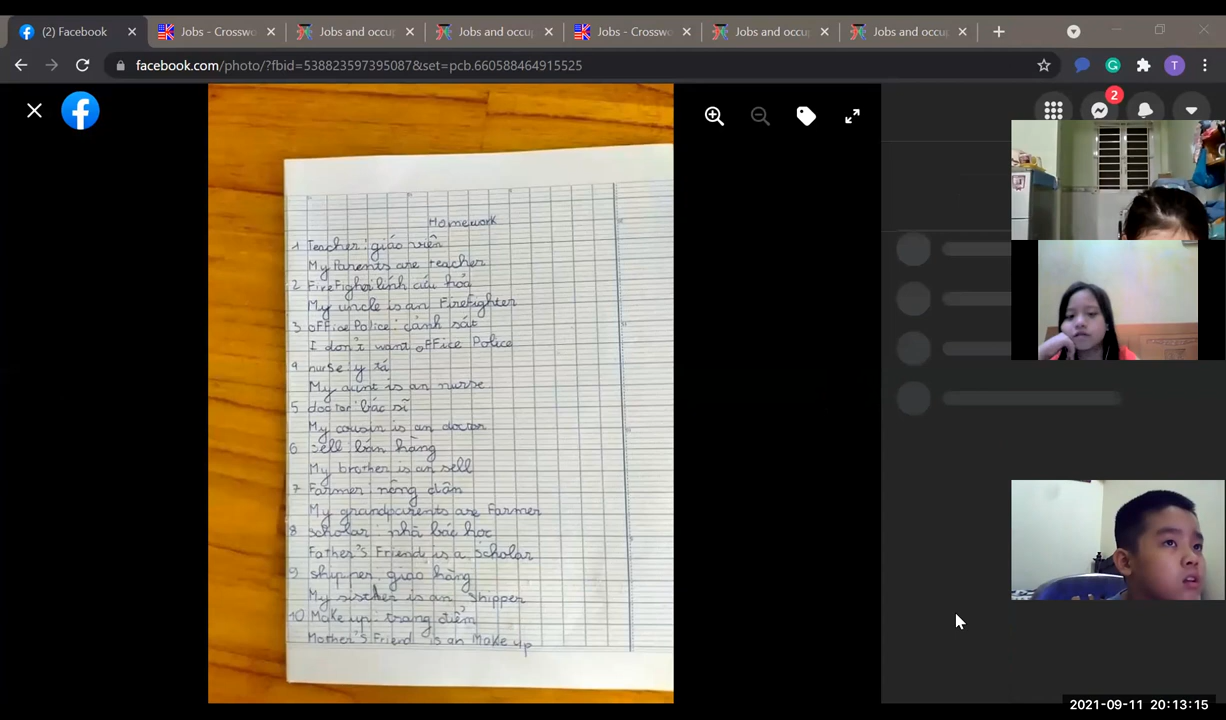 (2) Facebook
Jobs - Crosswo
Jobs and occu
Jobs and occu
Jobs - Crossw
Jobs and occu
Jobs and occu
facebook.com/photo/?fbid=538823597395087&set=pcb.660588464915525
T
2
Homework
1 Teacher: giáo viên
My Parents are teacher
2 FireFighet lính cứu hỏa
My uncle is an FireFighter
3 oFFice Police: cảnh sát
I don't want oFFice Police
4 nurse y tá
My aunt is an nurse
5 doctor bác sĩ
My cousin is an doctor
6 sell bán hàng
My brother is an sell
7 Farmer: nông dân
My grandparents are Farmer
8 scholar: nhà bác học
Father's Friend is a scholar
9 shipper giao hàng
My sisther is an shipper
10 Make up: trang điểm
Mother's Friend is an Make up
2021-09-11 20:13:15